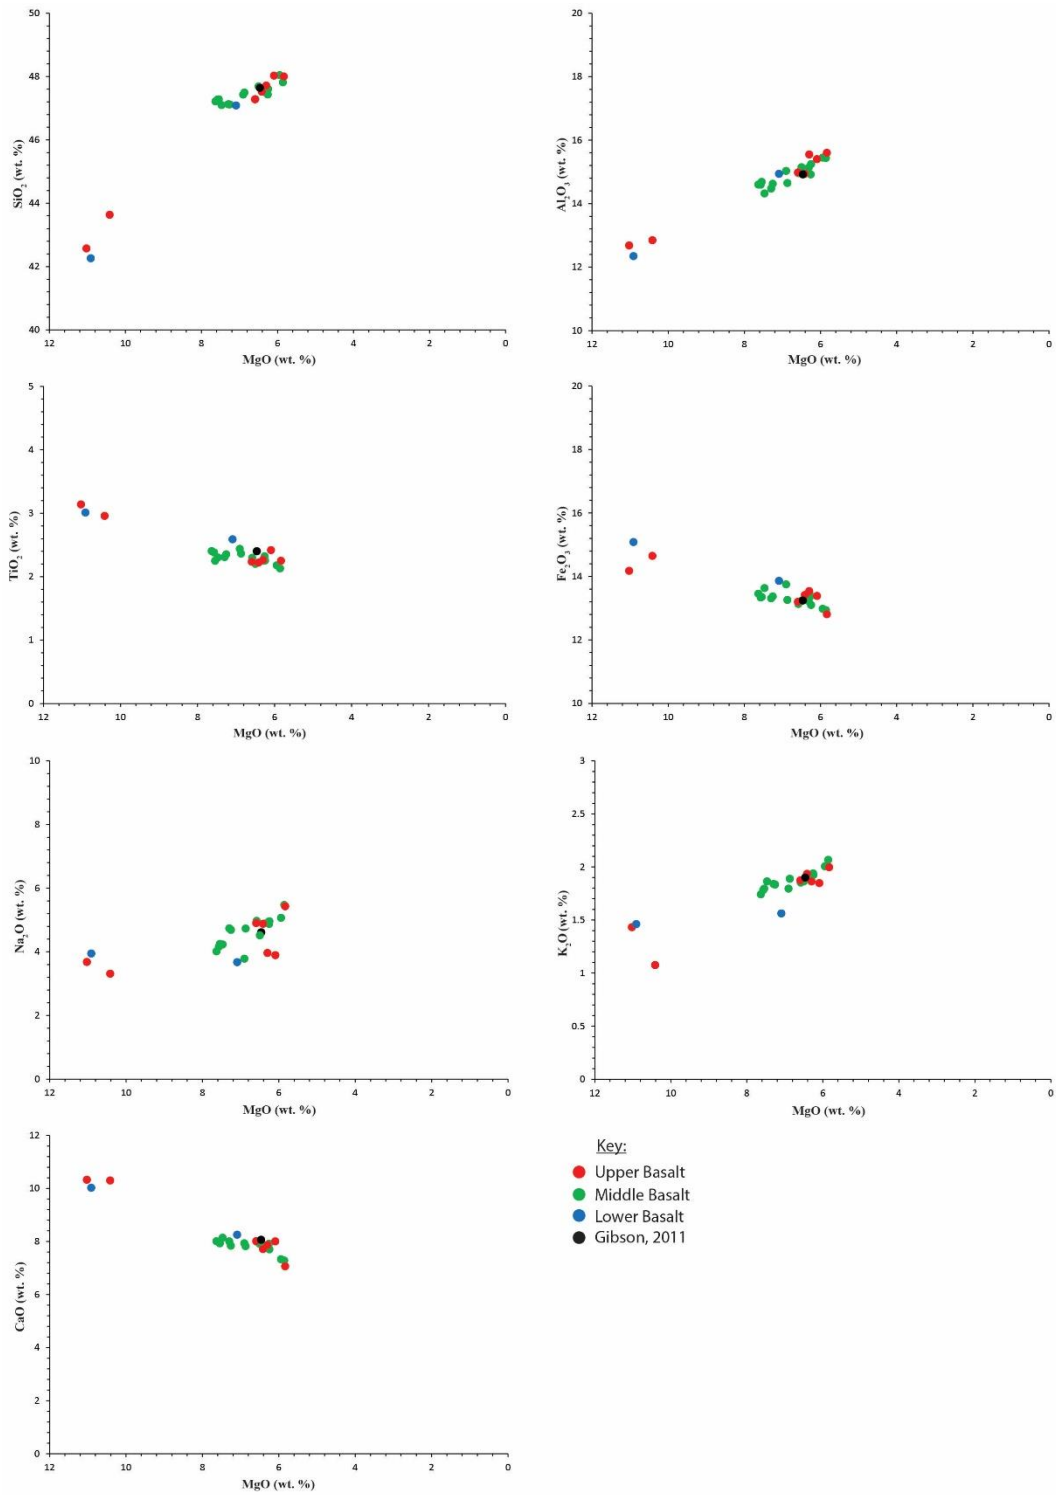 50
48
46
44
42
40
SiO₂ (wt. %)
12 10 8 6 4 2 0
MgO (wt. %)
20
18
16
14
12
10
Al₂O₃ (wt. %)
12 10 8 6 4 2 0
MgO (wt. %)
5
4
3
2
1
0
TiO₂ (wt. %)
12 10 8 6 4 2 0
MgO (wt. %)
20
18
16
14
12
10
Fe₂O₃ (wt. %)
12 10 8 6 4 2 0
MgO (wt. %)
10
8
6
4
2
0
Na₂O (wt. %)
12 10 8 6 4 2 0
MgO (wt. %)
3
2.5
2
1.5
1
0.5
0
K₂O (wt. %)
12 10 8 6 4 2 0
MgO (wt. %)
12
10
8
6
4
2
0
CaO (wt. %)
12 10 8 6 4 2 0
MgO (wt. %)
Key:
Upper Basalt
Middle Basalt
Lower Basalt
Gibson, 2011